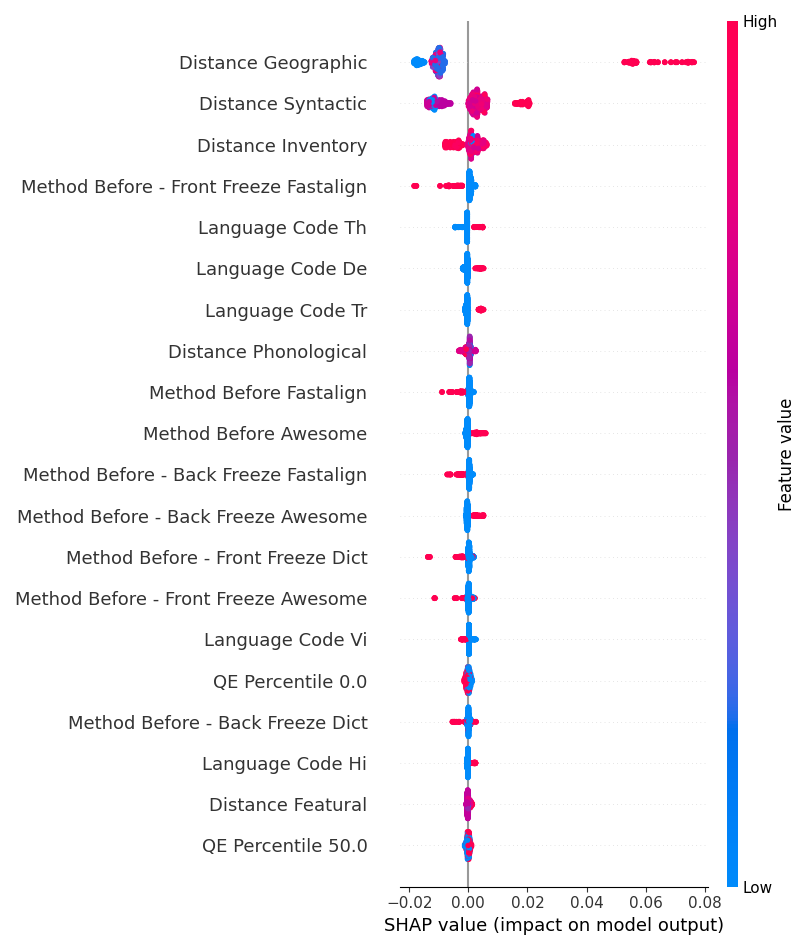 High
Distance Geographic
Distance Syntactic
Distance Inventory
Method Before - Front Freeze Fastalign
Language Code Th
Language Code De
Language Code Tr
Distance Phonological
Method Before Fastalign
Method Before Awesome
Method Before - Back Freeze Fastalign
Method Before - Back Freeze Awesome
Method Before - Front Freeze Dict
Method Before - Front Freeze Awesome
Language Code Vi
QE Percentile 0.0
Method Before - Back Freeze Dict
Language Code Hi
Distance Featural
QE Percentile 50.0
Feature value
Low
−0.02 0.00 0.02 0.04 0.06 0.08
SHAP value (impact on model output)